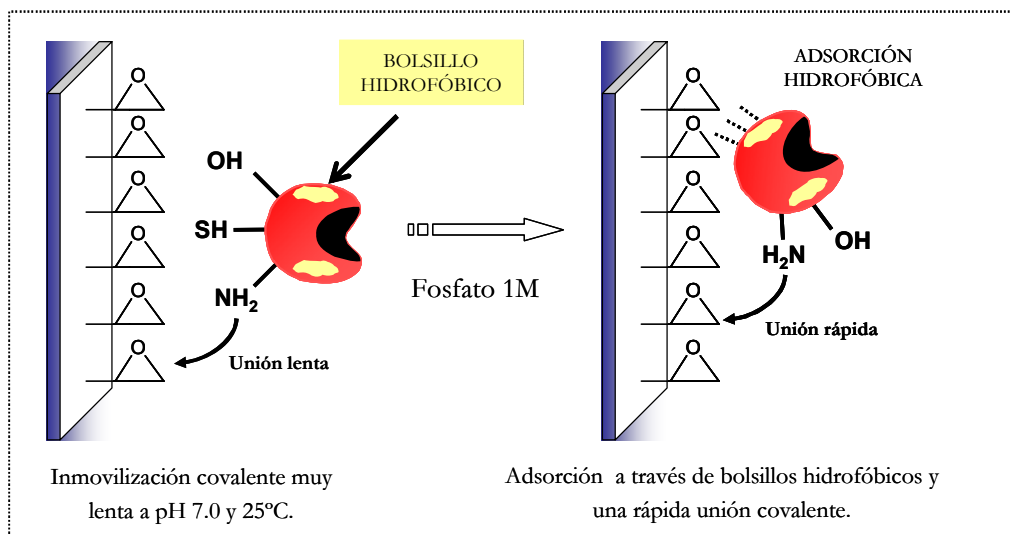 BOLSILLO
HIDROFÓBICO
O
O
O
O
O
O
OH
SH
NH2
Unión lenta
Fosfato 1M
ADSORCIÓN
HIDROFÓBICA
O
O
O
O
O
O
OH
H2N
Unión rápida
Inmovilización covalente muy
lenta a pH 7.0 y 25ºC.
Adsorción a través de bolsillos hidrofóbicos y
una rápida unión covalente.